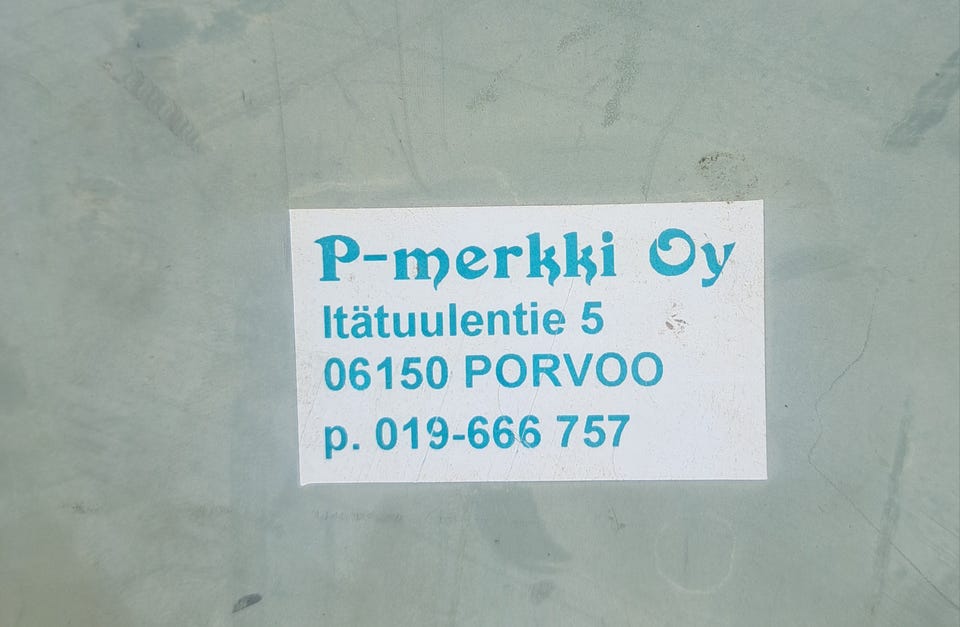 P-merkki Oy
Itätuulentie 5
06150 PORVOO
p. 019-666 757